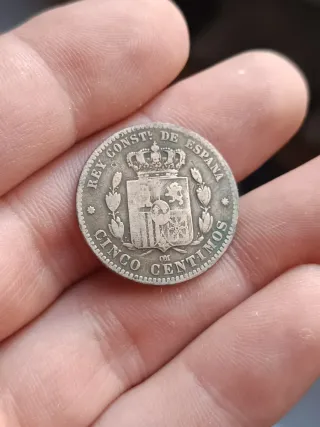 REY CONST.L DE ESPAÑA
CINCO CENTIMOS
OM